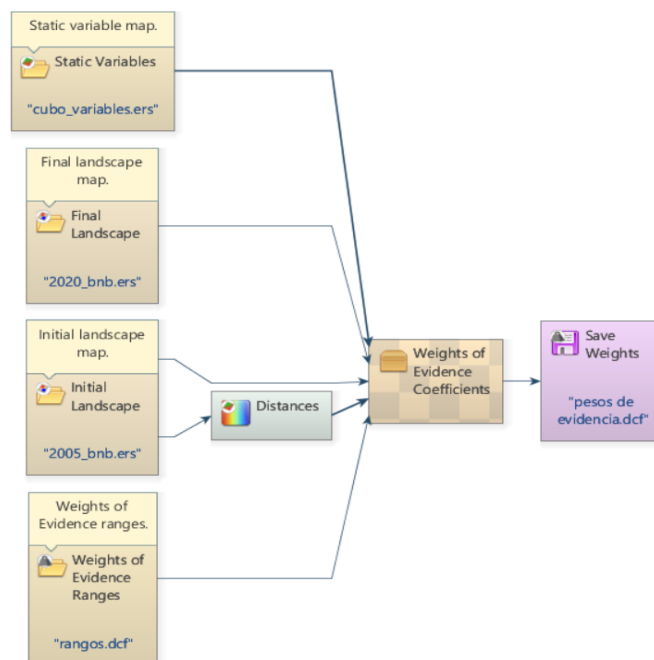 Static variable map.
Static Variables
"cubo_variables.ers"
Final landscape
map.
Final
Landscape
"2020_bnb.ers"
Initial landscape
map.
Initial
Landscape
"2005_bnb.ers"
Distances
Weights of
Evidence ranges.
Weights of
Evidence
Ranges
"rangos.dcf"
Weights of
Evidence
Coefficients
Save
Weights
"pesos de
evidencia.dcf"